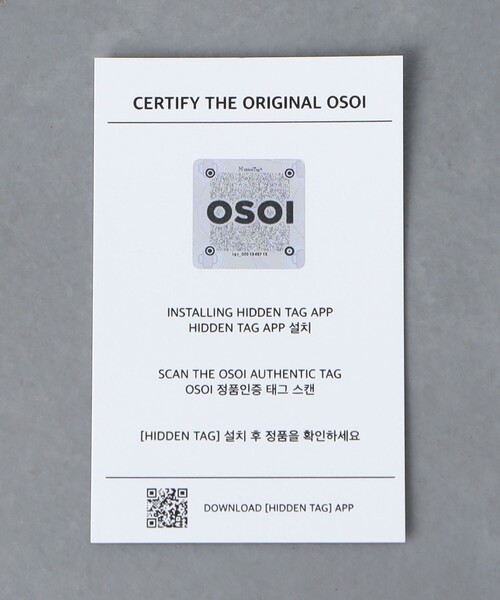 CERTIFY THE ORIGINAL OSOI
HiddenTag
OSOI
INSTALLING HIDDEN TAG APP
HIDDEN TAG APP 설치
SCAN THE OSOI AUTHENTIC TAG
OSOI 정품인증 태그 스캔
[HIDDEN TAG] 설치 후 정품을 확인하세요
DOWNLOAD [HIDDEN TAG] APP